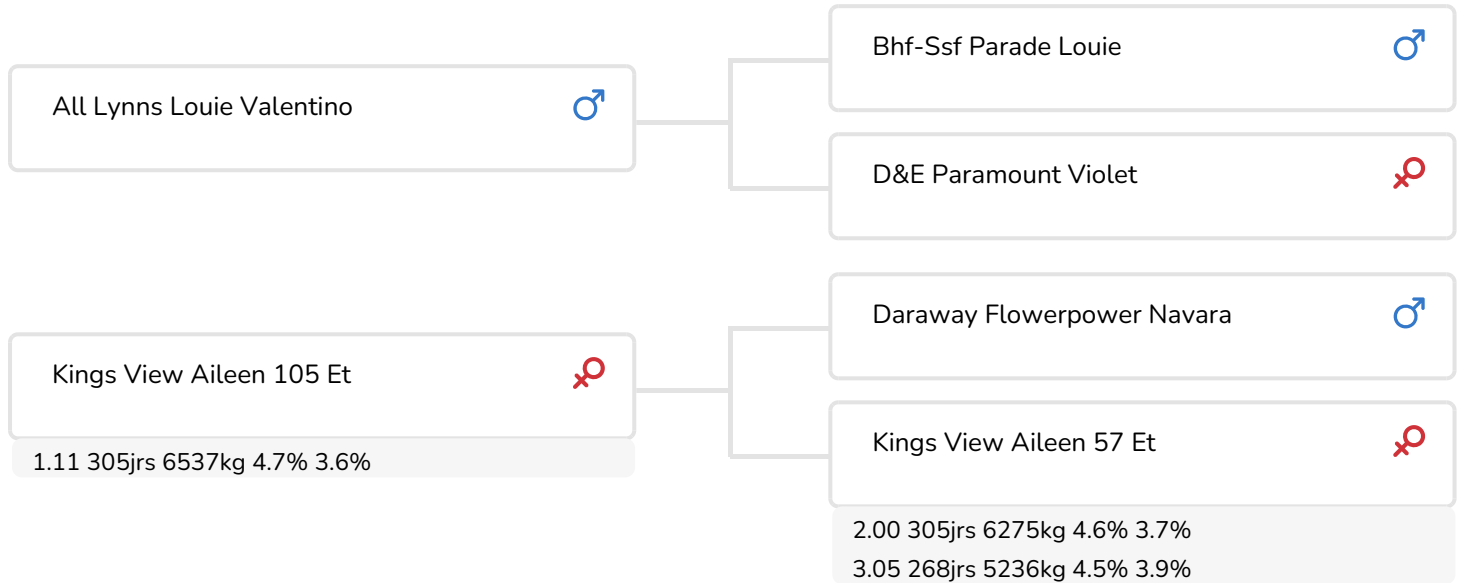 Bhf-Ssf Parade Louie
All Lynns Louie Valentino
D&E Paramount Violet
Daraway Flowerpower Navara
Kings View Aileen 105 Et
1.11 305jrs 6537kg 4.7% 3.6%
Kings View Aileen 57 Et
2.00 305jrs 6275kg 4.6% 3.7%
3.05 268jrs 5236kg 4.5% 3.9%